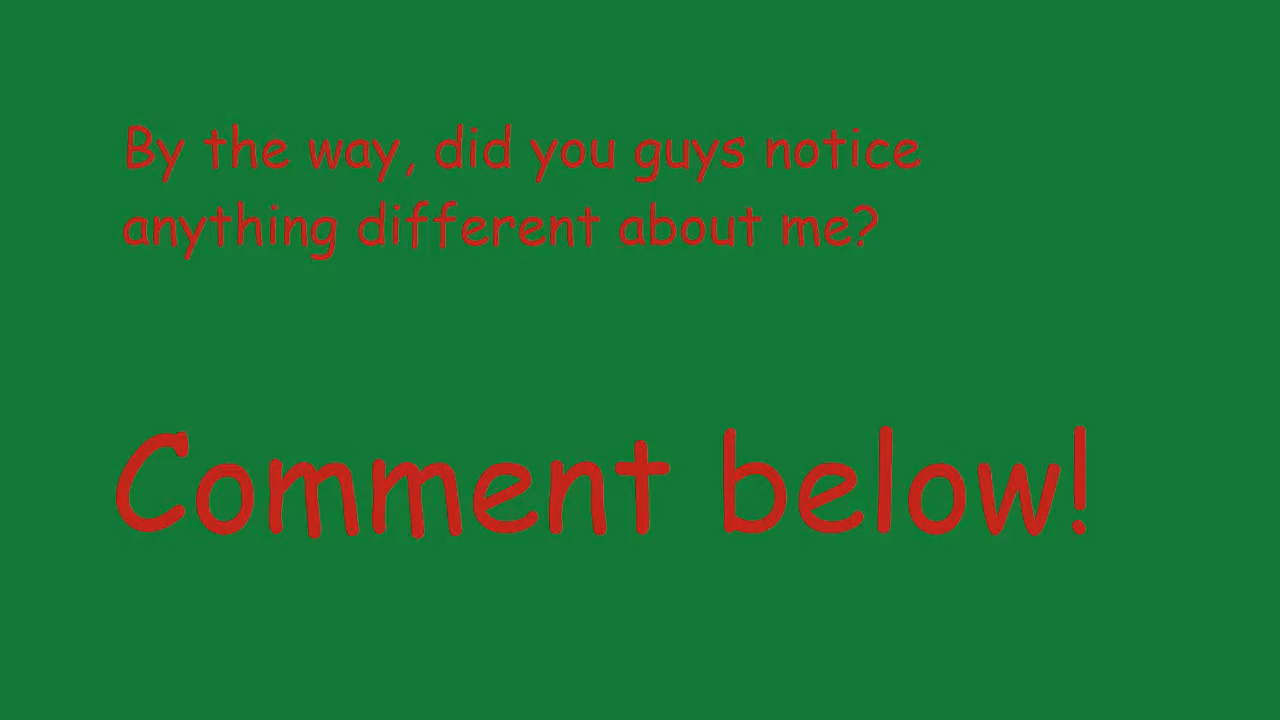 By the way, did you guys notice
anything different about me?
Comment below!